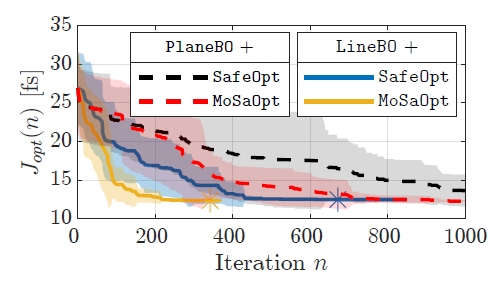 35
30
25
20
15
10
J_opt(n) [fs]
PlaneBO +
SafeOpt
MoSaOpt
LineBO +
SafeOpt
MoSaOpt
0
200
400
600
800
1000
Iteration n